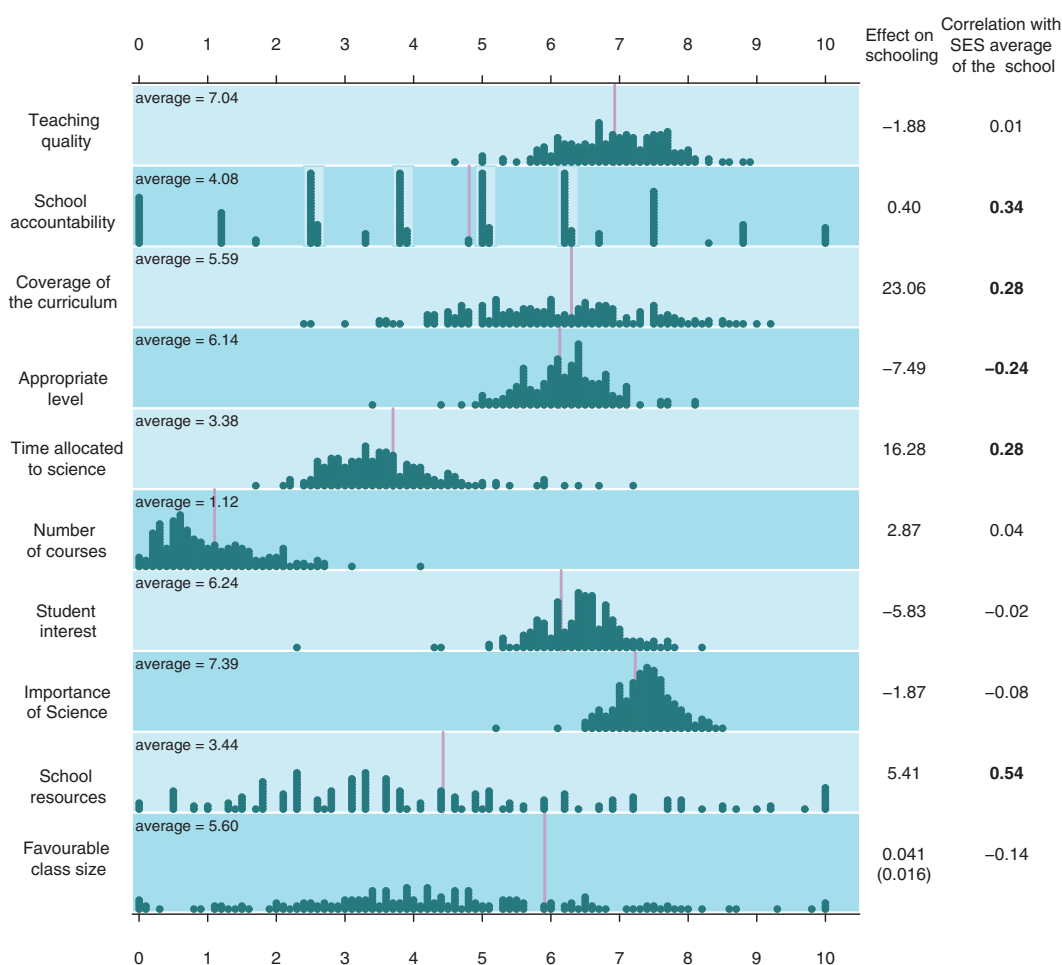 0 1 2 3 4 5 6 7 8 9 10
Effect on
schooling
Correlation with
SES average
of the school
average = 7.04
Teaching
quality
−1.88
0.01
average = 4.08
School
accountability
0.40
0.34
average = 5.59
Coverage of
the curriculum
23.06
0.28
average = 6.14
Appropriate
level
−7.49
−0.24
average = 3.38
Time allocated
to science
16.28
0.28
average = 1.12
Number
of courses
2.87
0.04
average = 6.24
Student
interest
−5.83
−0.02
average = 7.39
Importance
of Science
−1.87
−0.08
average = 3.44
School
resources
5.41
0.54
average = 5.60
Favourable
class size
0.041
(0.016)
−0.14
0 1 2 3 4 5 6 7 8 9 10